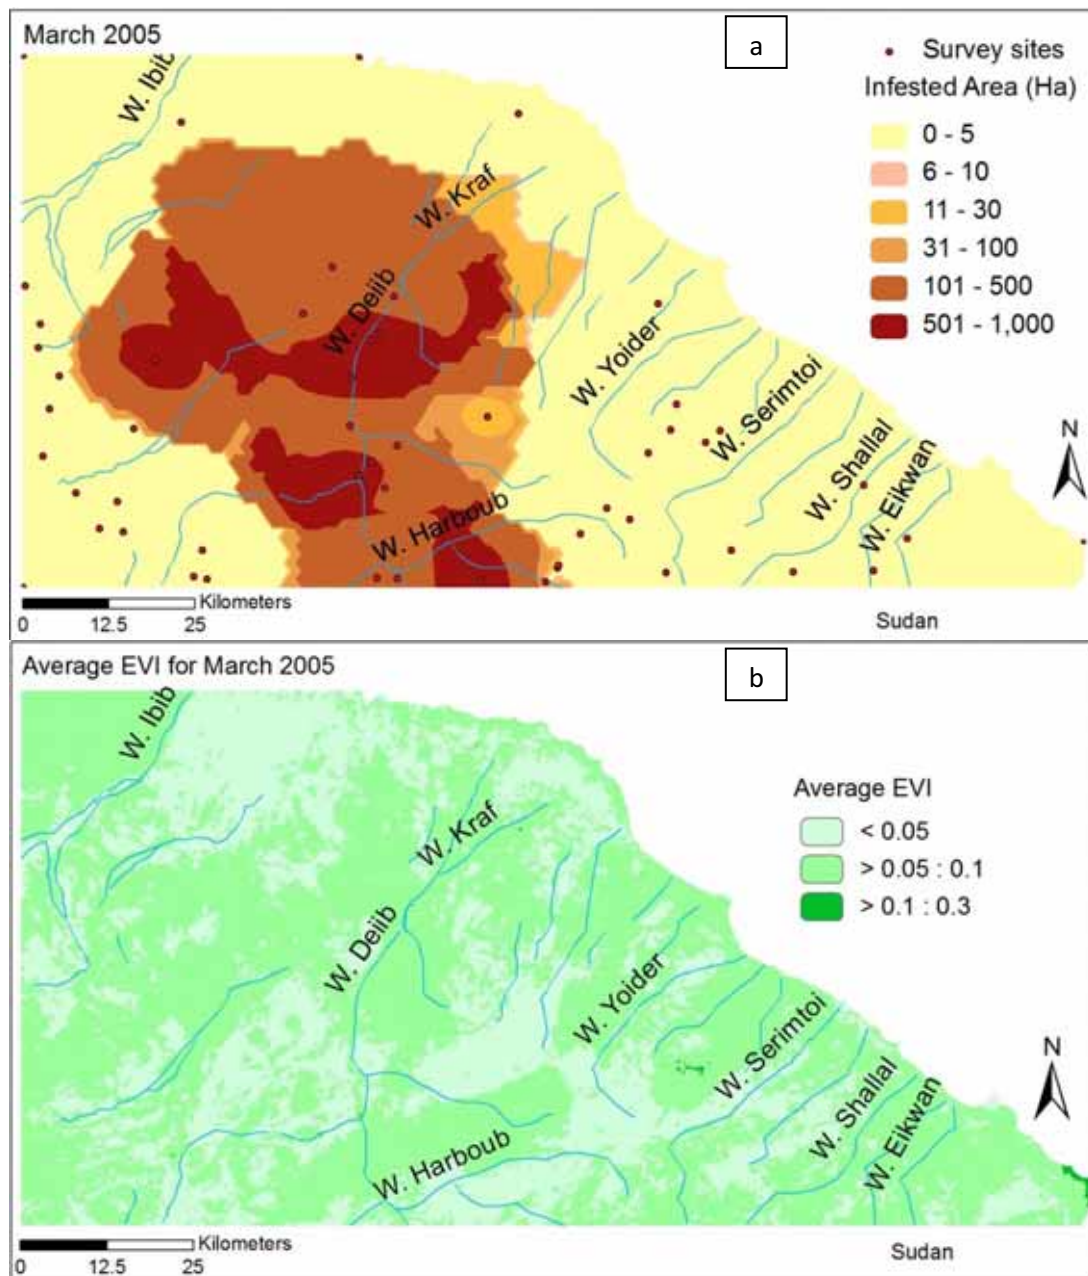 March 2005
a
Survey sites
Infested Area (Ha)
0 - 5
6 - 10
11 - 30
31 - 100
101 - 500
501 - 1,000
W. Ibib
W. Kraf
W. Deiib
W. Yoider
W. Serimtoi
W. Shallal
W. Eikwan
W. Harboub
N
Kilometers
0 12.5 25
Sudan
Average EVI for March 2005
b
Average EVI
< 0.05
> 0.05 : 0.1
> 0.1 : 0.3
W. Ibib
W. Kraf
W. Deiib
W. Yoider
W. Serimtoi
W. Shallal
W. Eikwan
W. Harboub
N
Kilometers
0 12.5 25
Sudan